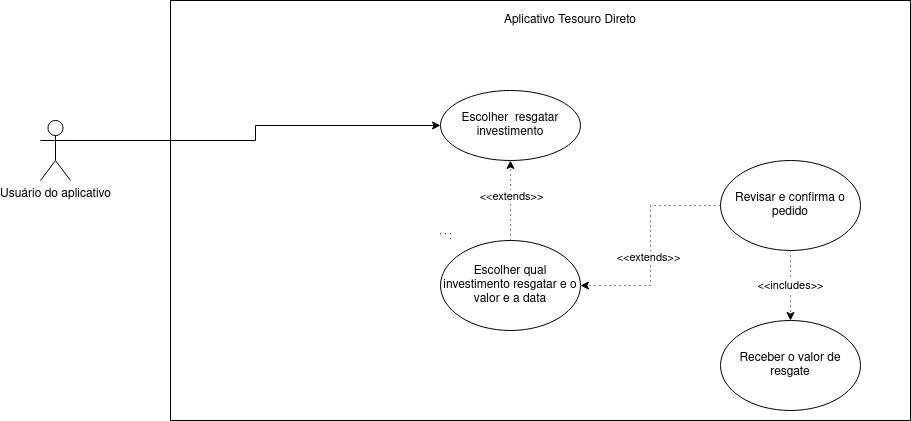 Aplicativo Tesouro Direto
Escolher resgatar
investimento
Usuário do aplicativo
<<extends>>
Revisar e confirma o
pedido
<<extends>>
Escolher qual
investimento resgatar e o
valor e a data
<<includes>>
Receber o valor de
resgate